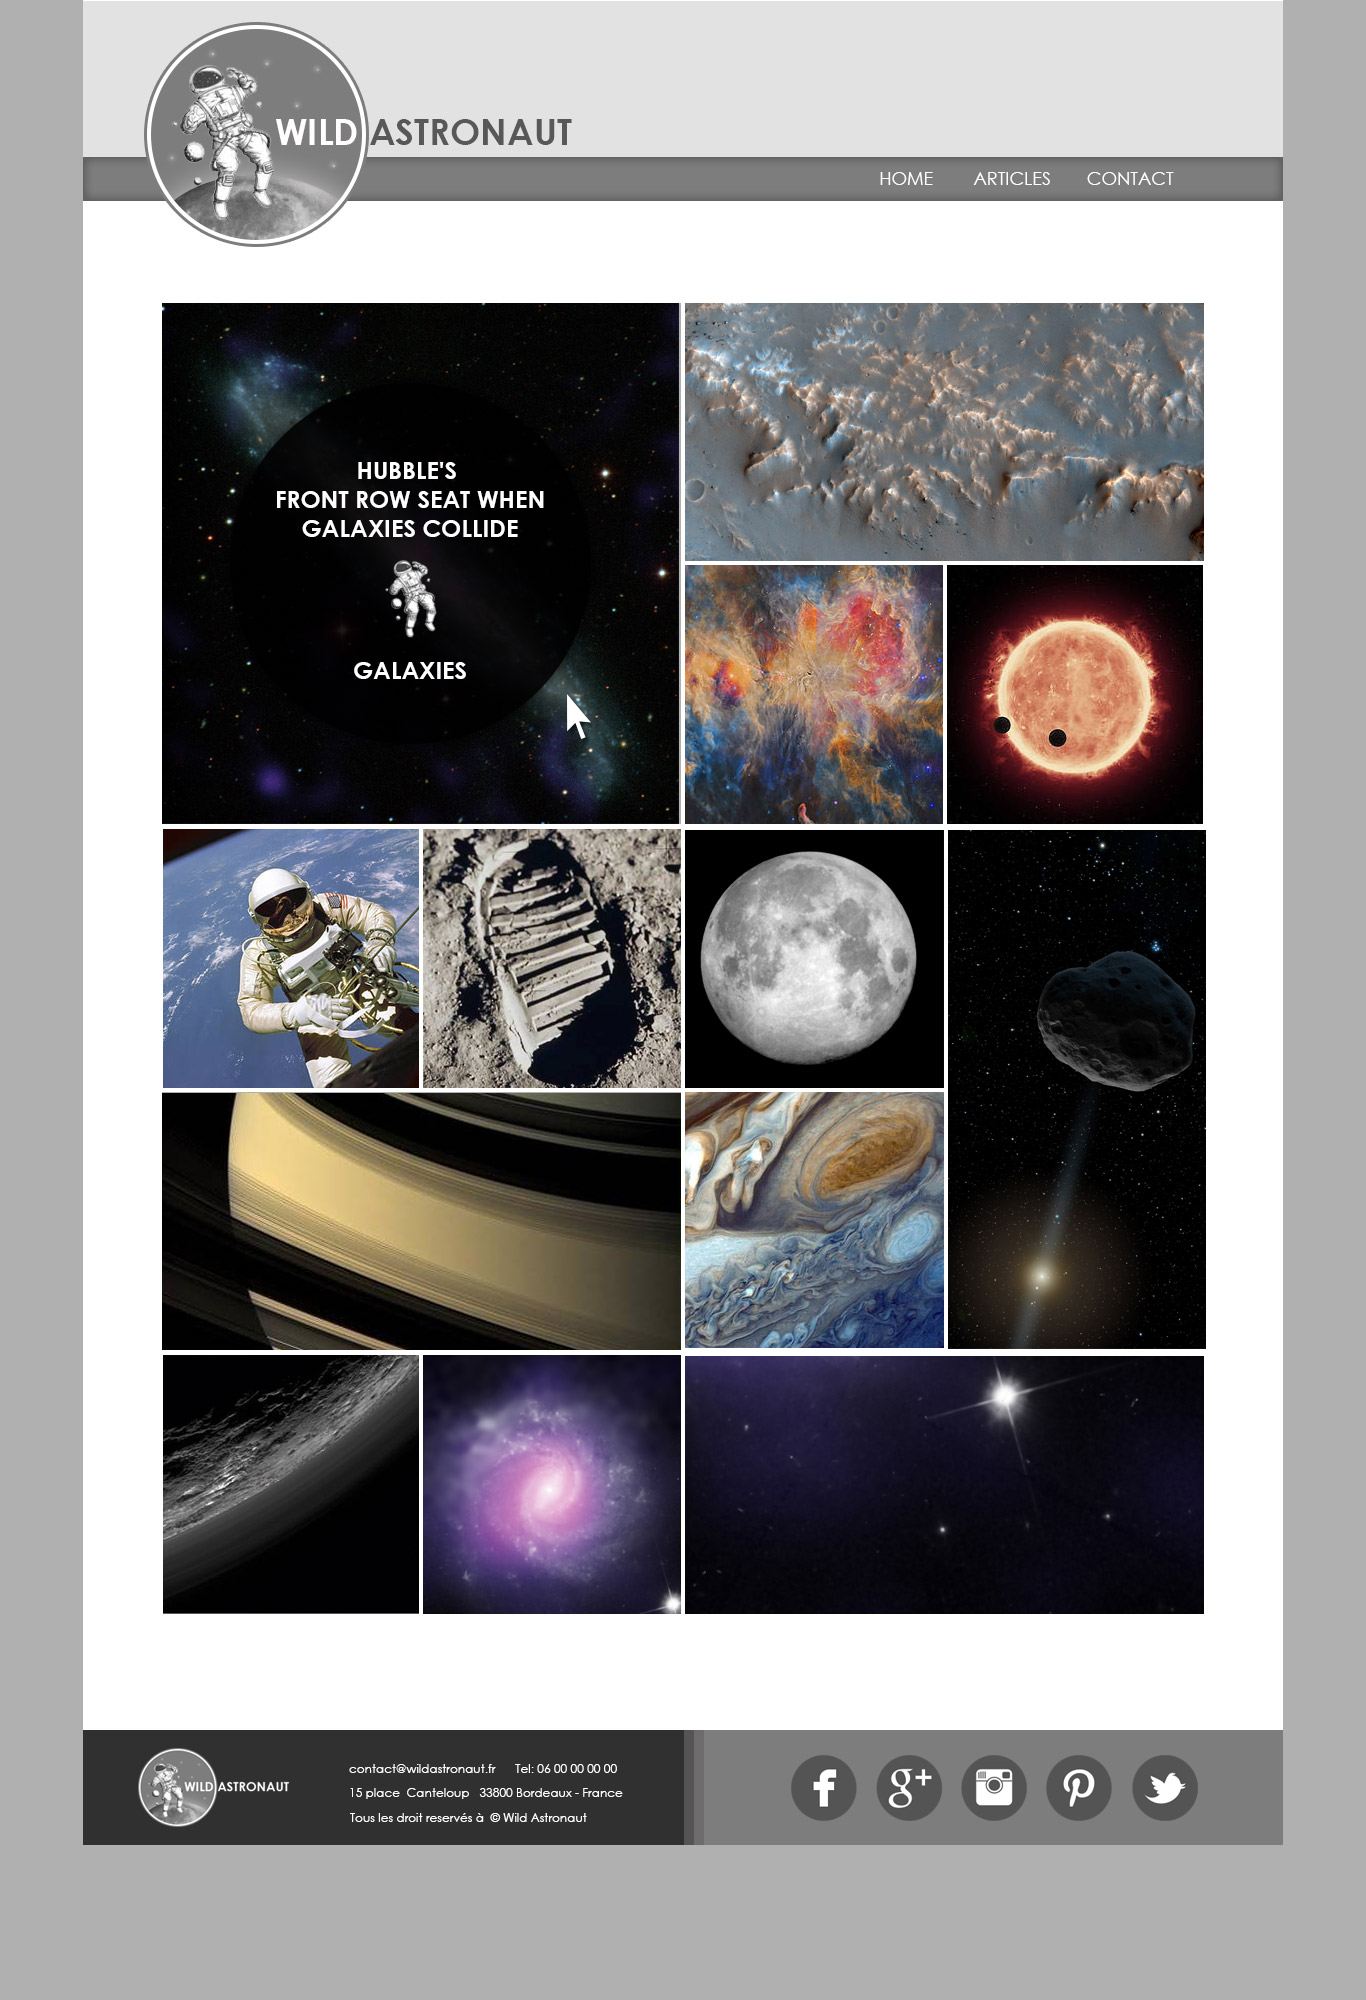 WILD ASTRONAUT
HOME ARTICLES CONTACT
HUBBLE'S
FRONT ROW SEAT WHEN
GALAXIES COLLIDE
GALAXIES
WILD ASTRONAUT
contact@wildastronaut.fr Tel: 06 00 00 00 00
15 place Canteloup 33800 Bordeaux - France
Tous les droit reservés à © Wild Astronaut